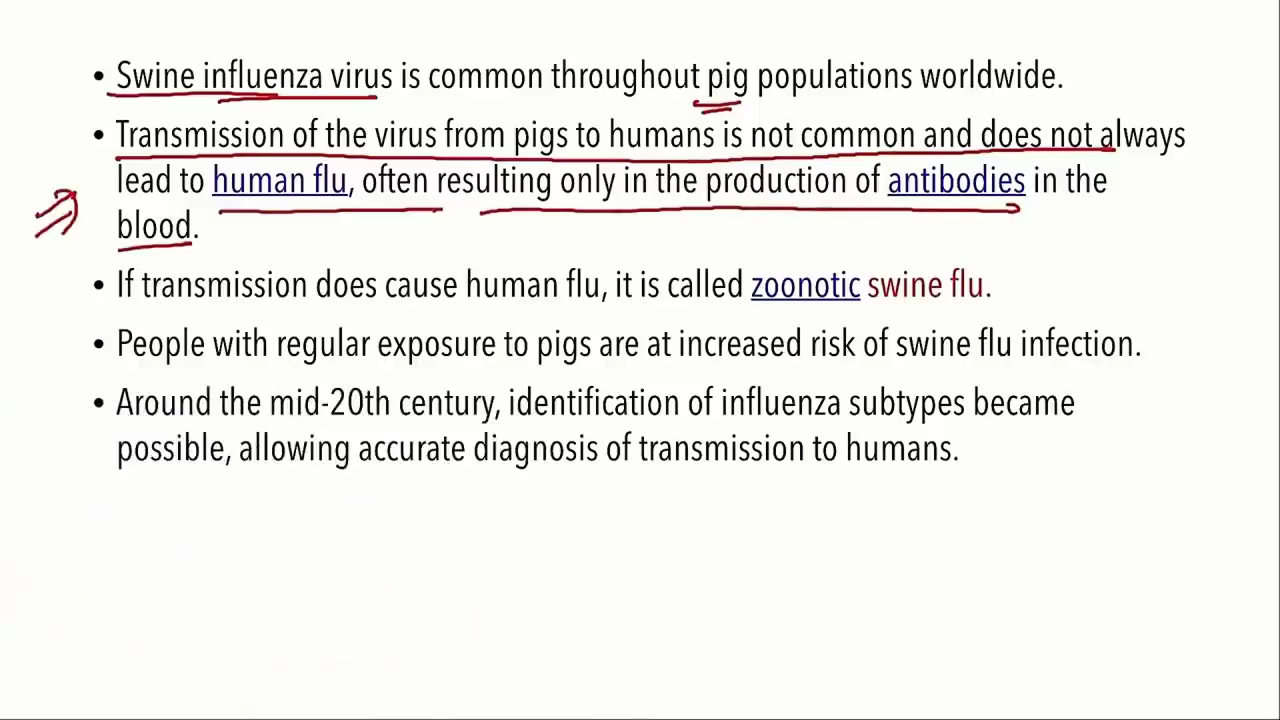 • Swine influenza virus is common throughout pig populations worldwide.
• Transmission of the virus from pigs to humans is not common and does not always
lead to human flu, often resulting only in the production of antibodies in the
blood.
• If transmission does cause human flu, it is called zoonotic swine flu.
• People with regular exposure to pigs are at increased risk of swine flu infection.
• Around the mid-20th century, identification of influenza subtypes became
possible, allowing accurate diagnosis of transmission to humans.